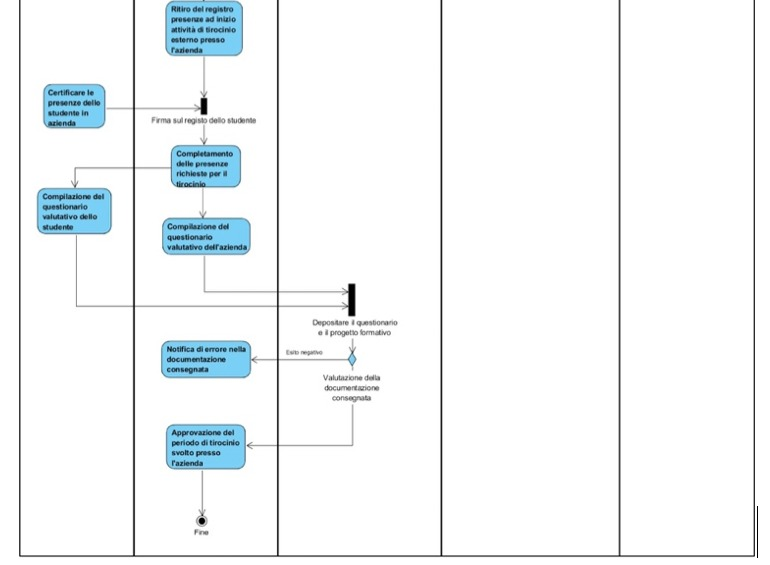 Ritiro del registro
presenze ad inizio
attività di tirocinio
esterno presso
l'azienda
Certificare le
presenze dello
studente in
azienda
Firma sul registo dello studente
Completamento
delle presenze
richieste per il
tirocinio
Compilazione del
questionario
valutativo dello
studente
Compilazione del
questionario
valutativo dell'azienda
Depositare il questionario
e il progetto formativo
Notifica di errore nella
documentazione
consegnata
Esito negativo
Valutazione della
documentazione
consegnata
Approvazione del
periodo di tirocinio
svolto presso
l'azienda
Fine